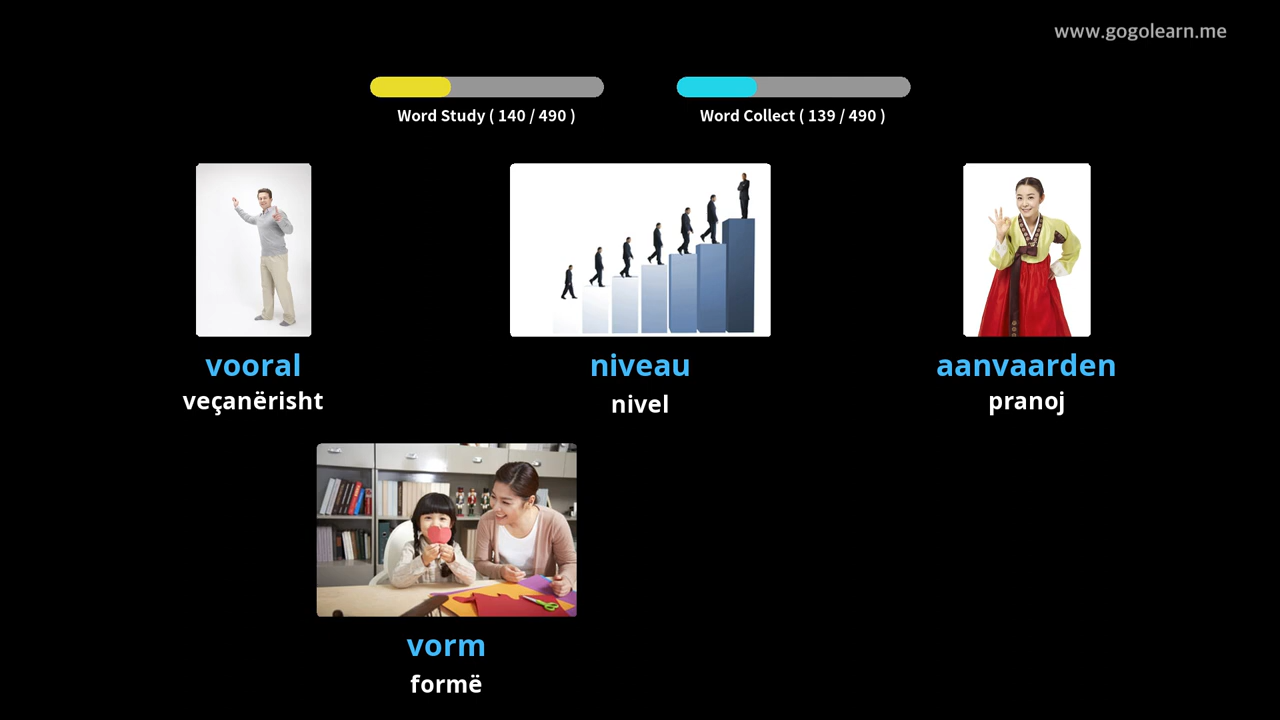 www.gogolearn.me
Word Study ( 140 / 490 )
Word Collect ( 139 / 490 )
vooral
veçanërisht
niveau
nivel
aanvaarden
pranoj
vorm
formë